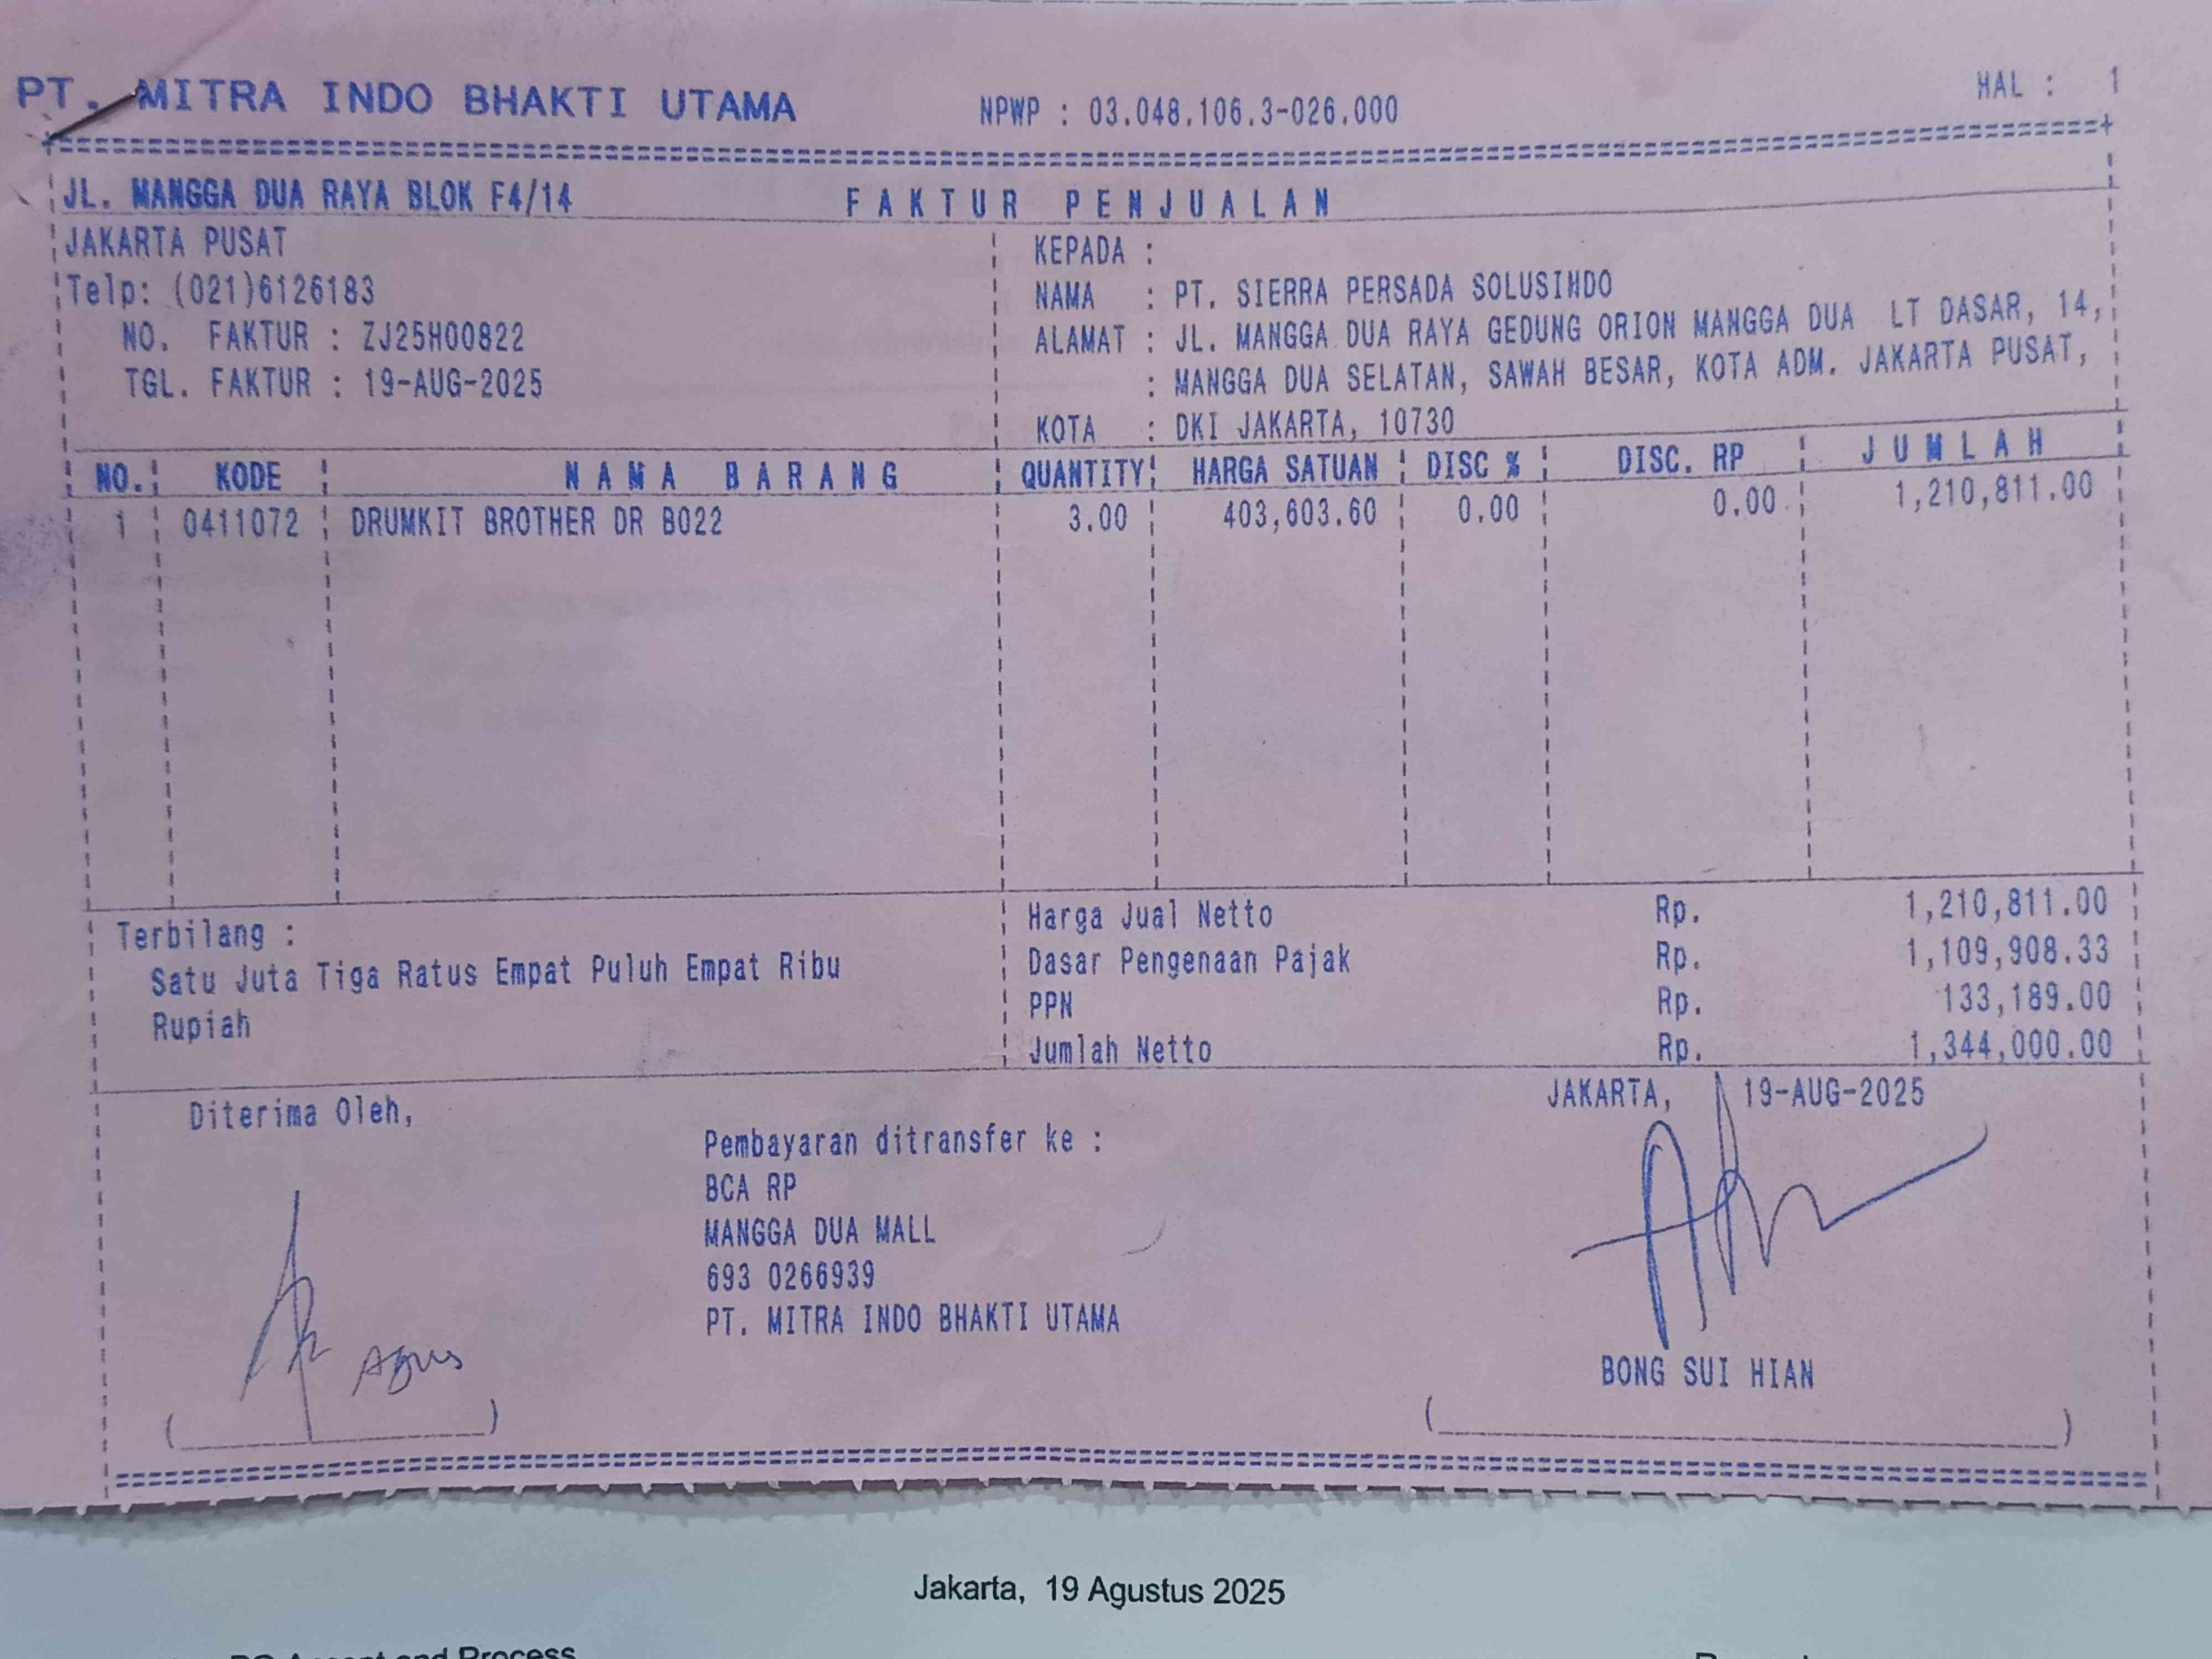 PT. MITRA INDO BHAKTI UTAMA NPWP : 03.048.106.3-026.000 HAL : 1
JL. MANGGA DUA RAYA BLOK F4/14 FAKTUR PENJUALAN
JAKARTA PUSAT KEPADA :
Telp: (021)6126183 NAMA : PT. SIERRA PERSADA SOLUSINDO
NO. FAKTUR : ZJ25H00822 ALAMAT : JL. MANGGA DUA RAYA GEDUNG ORION MANGGA DUA LT DASAR, 14,
TGL. FAKTUR : 19-AUG-2025 : MANGGA DUA SELATAN, SAWAH BESAR, KOTA ADM. JAKARTA PUSAT,
KOTA : DKI JAKARTA, 10730
NO. KODE NAMA BARANG QUANTITY HARGA SATUAN DISC % DISC. RP JUMLAH
1 0411072 DRUMKIT BROTHER DR B022 3.00 403,603.60 0.00 0.00 1,210,811.00
Terbilang : Harga Jual Netto Rp. 1,210,811.00
Satu Juta Tiga Ratus Empat Puluh Empat Ribu Dasar Pengenaan Pajak Rp. 1,109,908.33
Rupiah PPN Rp. 133,189.00
Jumlah Netto Rp. 1,344,000.00
Diterima Oleh, JAKARTA, 19-AUG-2025
Pembayaran ditransfer ke :
BCA RP
MANGGA DUA MALL
693 0266939
PT. MITRA INDO BHAKTI UTAMA
Agus BONG SUI HIAN
Jakarta, 19 Agustus 2025
and Process